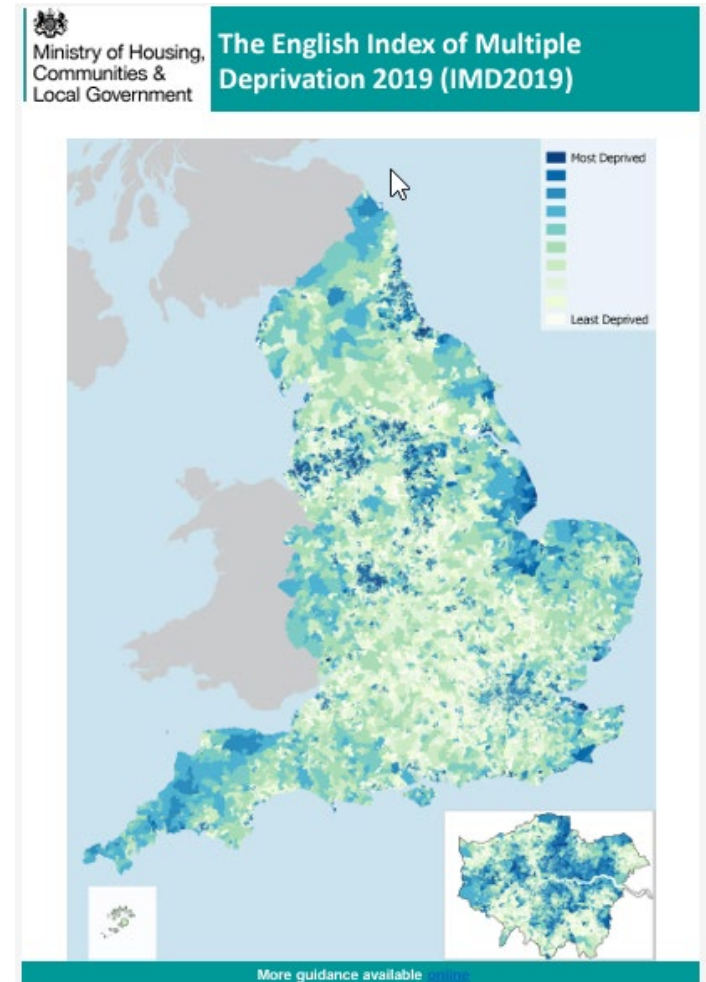 Ministry of Housing,
Communities &
Local Government
The English Index of Multiple
Deprivation 2019 (IMD2019)
Most Deprived
Least Deprived
More guidance available online